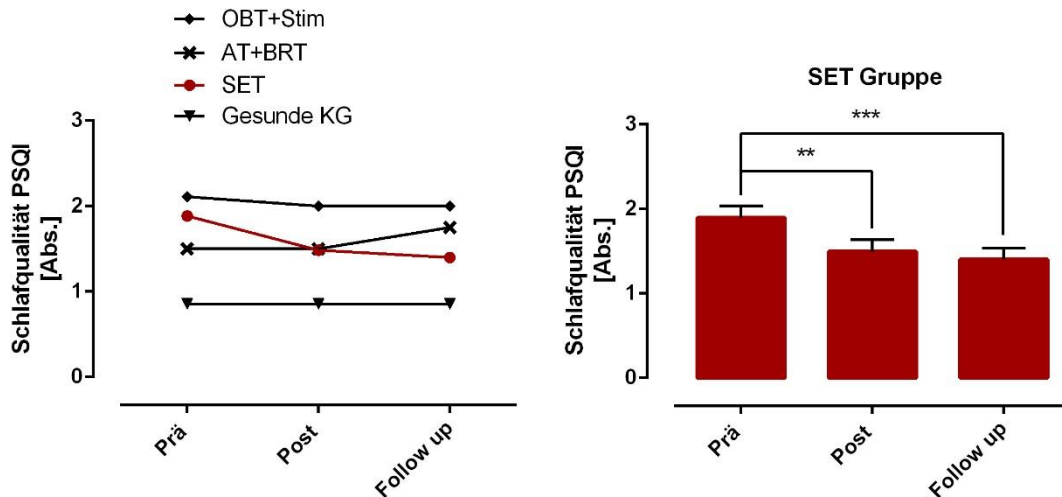 OBT+Stim
AT+BRT
SET
Gesunde KG
Schlafqualität PSQI
[Abs.]
3
2
1
0
Prä
Post
Follow up
SET Gruppe
Schlafqualität PSQI
[Abs.]
3
2
1
0
***
**
Prä
Post
Follow up